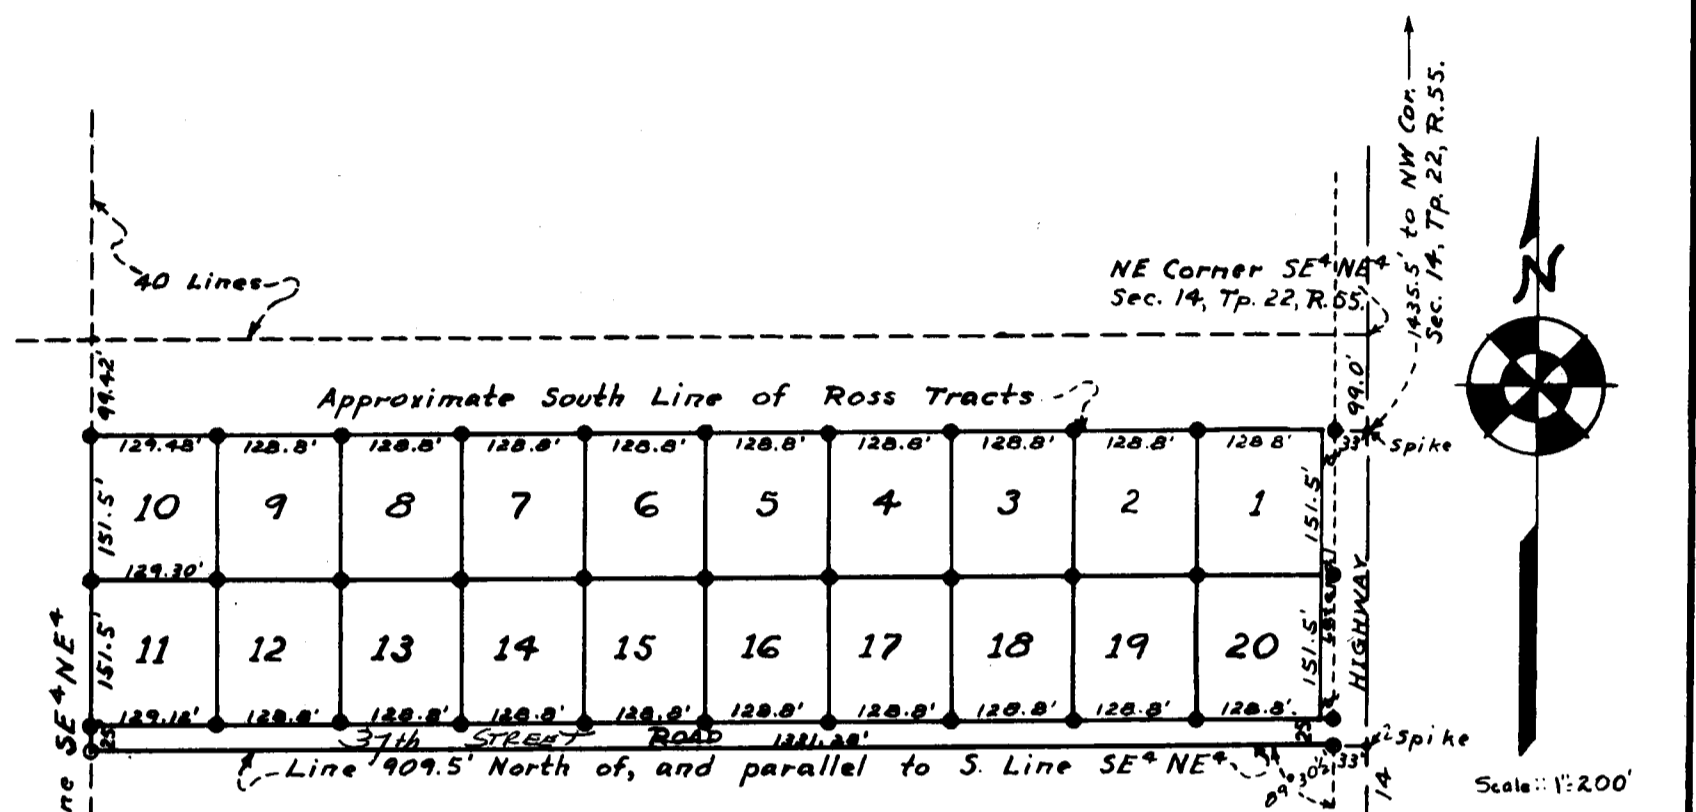 1435.5' to NW Cor.
Sec. 14, Tp. 22, R. 55.
N
40 Lines
NE Corner SE⁴ NE⁴
Sec. 14, Tp. 22, R. 55
99.42'
99.0'
Approximate South Line of Ross Tracts
129.48' 128.8' 128.8' 128.8' 128.8' 128.8' 128.8' 128.8' 128.8' 128.8' 33' Spike
151.5' 10 9 8 7 6 5 4 3 2 1 151.5'
129.30'
HIGHWAY
151.5' 11 12 13 14 15 16 17 18 19 20 151.5'
129.12' 128.8' 128.8' 128.8' 128.8' 128.8' 128.8' 128.8' 128.8' 128.8'
25 37th STREET ROAD 25 Spike
Line 909.5' North of, and parallel to S. Line SE⁴ NE⁴ 33'
89° 30½' 14
SE⁴ NE⁴
Scale:: 1"=200'